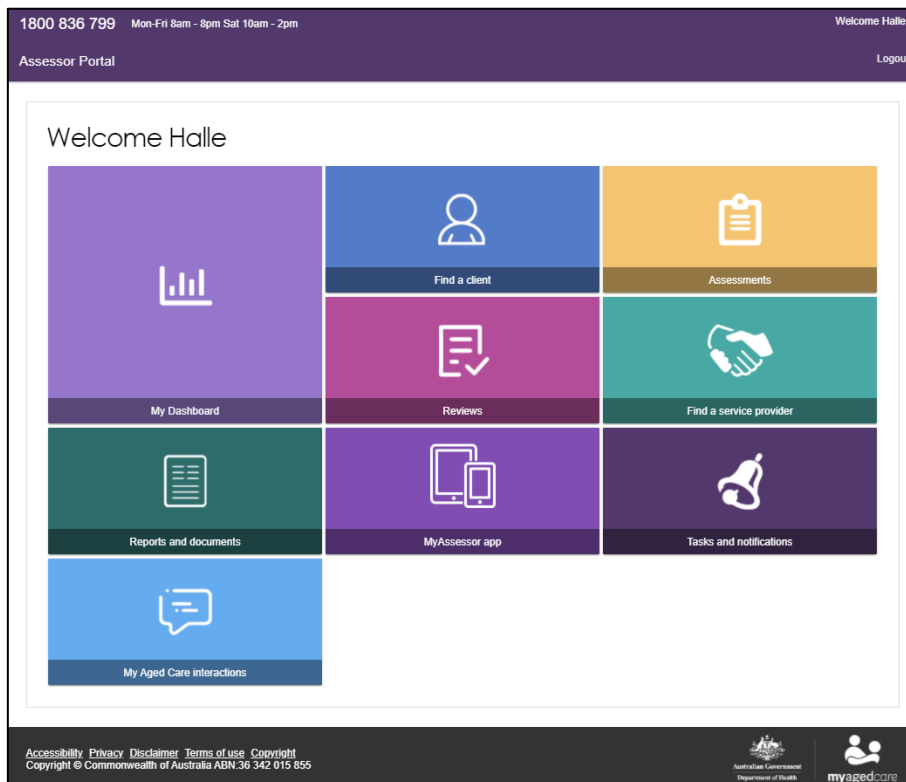 1800 836 799 Mon-Fri 8am - 8pm Sat 10am - 2pm Welcome Halle
Assessor Portal Logou
Welcome Halle
My Dashboard
Find a client
Assessments
Reviews
Find a service provider
Reports and documents
MyAssessor app
Tasks and notifications
My Aged Care interactions
Accessibility Privacy Disclaimer Terms of use Copyright
Copyright © Commonwealth of Australia ABN:36 342 015 855
Australian Government
Department of Health
myagedcare